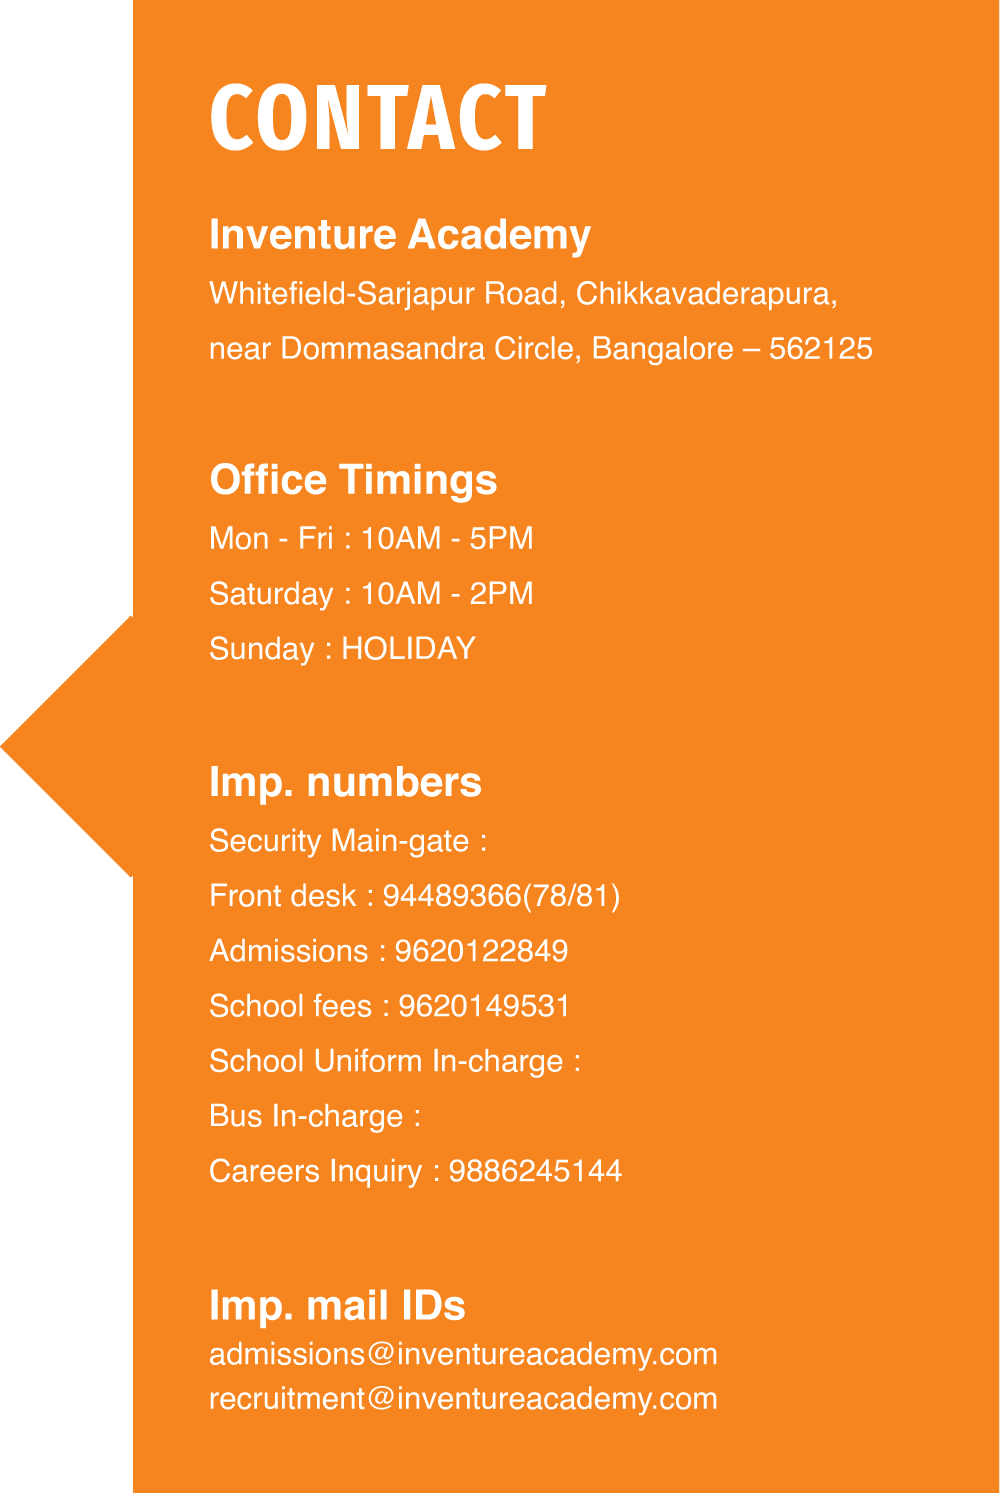 CONTACT
Inventure Academy
Whitefield-Sarjapur Road, Chikkavaderapura,
near Dommasandra Circle, Bangalore – 562125
Office Timings
Mon - Fri : 10AM - 5PM
Saturday : 10AM - 2PM
Sunday : HOLIDAY
Imp. numbers
Security Main-gate :
Front desk : 94489366(78/81)
Admissions : 9620122849
School fees : 9620149531
School Uniform In-charge :
Bus In-charge :
Careers Inquiry : 9886245144
Imp. mail IDs
admissions@inventureacademy.com
recruitment@inventureacademy.com